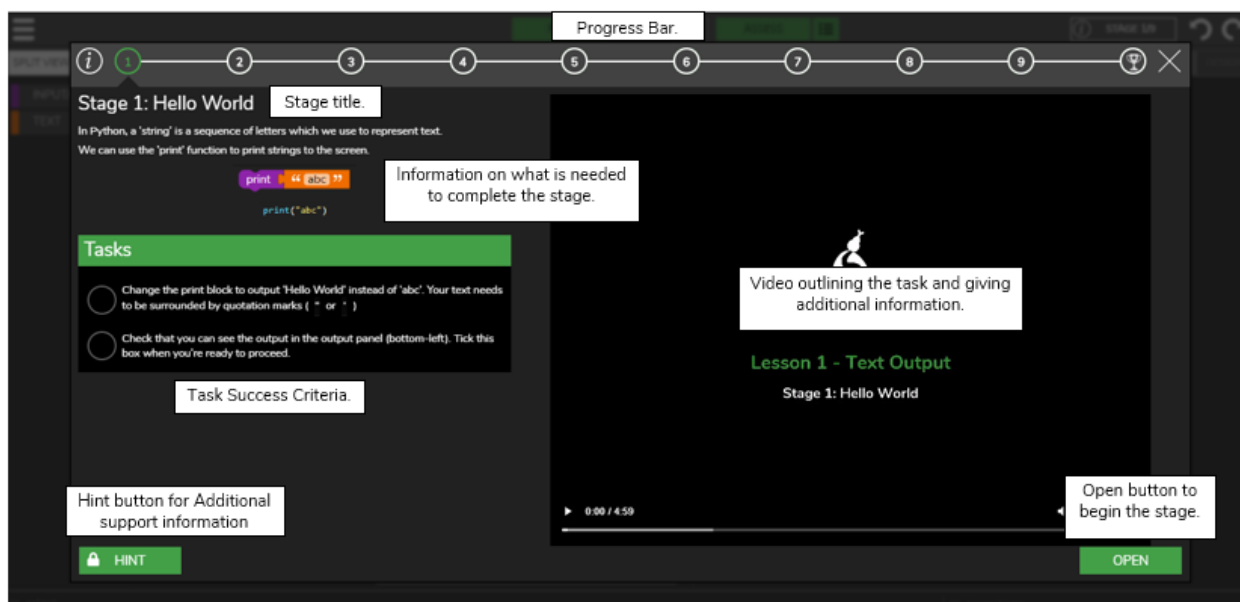 Progress Bar.
STAGE 1/9
SPLIT VIEW
INPUT
TEXT
i 1 2 3 4 5 6 7 8 9
Stage 1: Hello World
Stage title.
In Python, a 'string' is a sequence of letters which we use to represent text.
We can use the 'print' function to print strings to the screen.
print “ abc ”
print("abc")
Information on what is needed
to complete the stage.
Tasks
Change the print block to output 'Hello World' instead of 'abc'. Your text needs
to be surrounded by quotation marks ( " or ' )
Check that you can see the output in the output panel (bottom-left). Tick this
box when you're ready to proceed.
Task Success Criteria.
Video outlining the task and giving
additional information.
Lesson 1 - Text Output
Stage 1: Hello World
Hint button for Additional
support information
0:00 / 4:59
Open button to
begin the stage.
HINT
OPEN